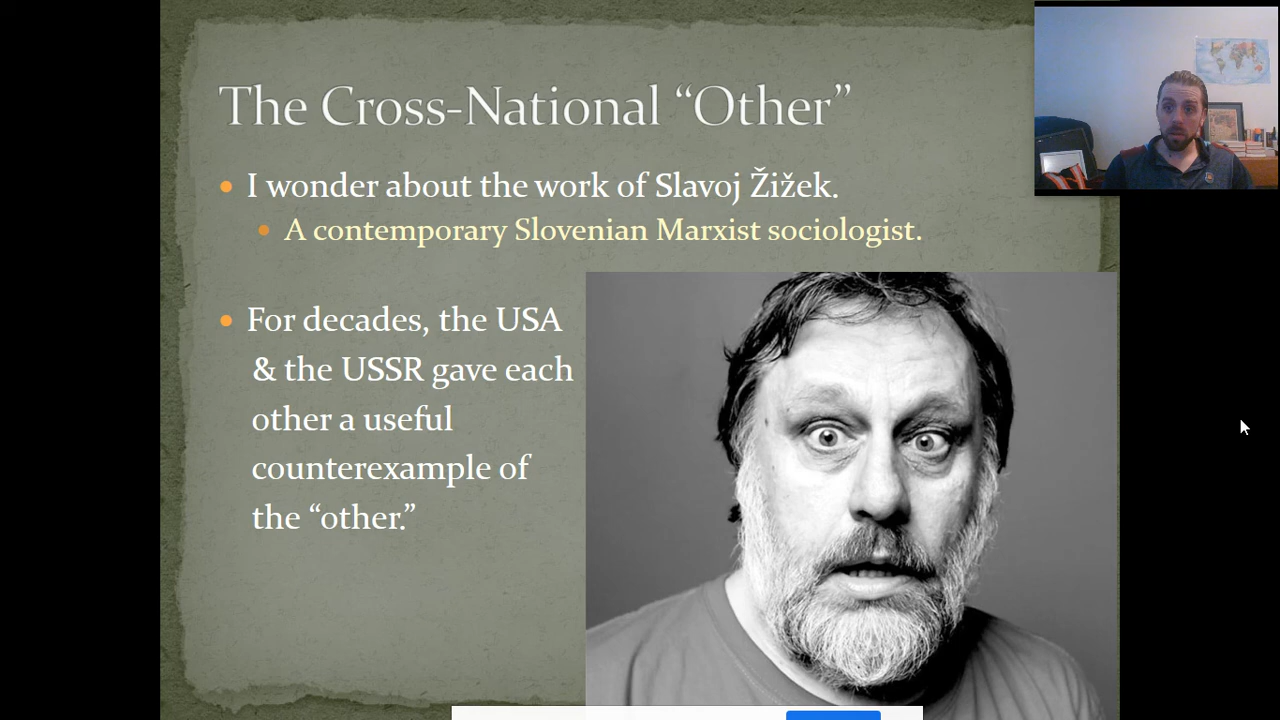 The Cross-National “Other”
I wonder about the work of Slavoj Žižek.
A contemporary Slovenian Marxist sociologist.
For decades, the USA
& the USSR gave each
other a useful
counterexample of
the “other.”